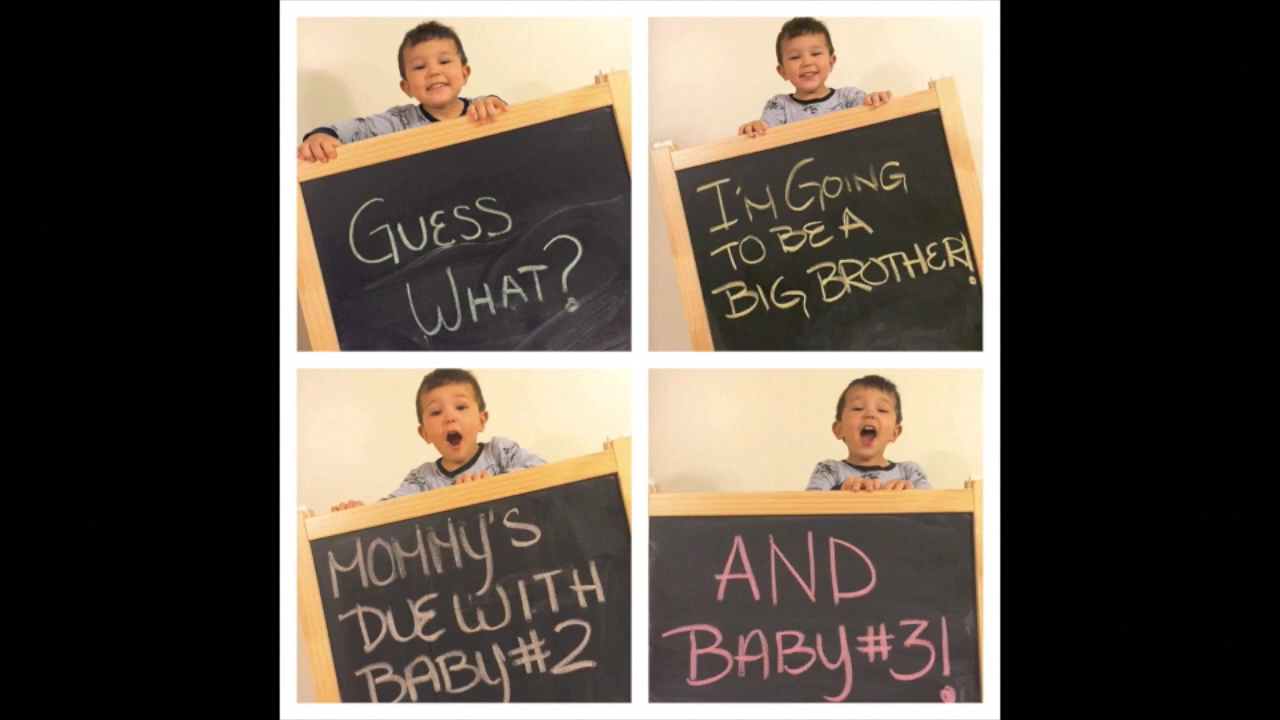 GUESS
WHAT?
I'M GOING
TO BE A
BIG BROTHER!
MOMMY'S
DUE WITH
BABY #2
AND
BABY #3!